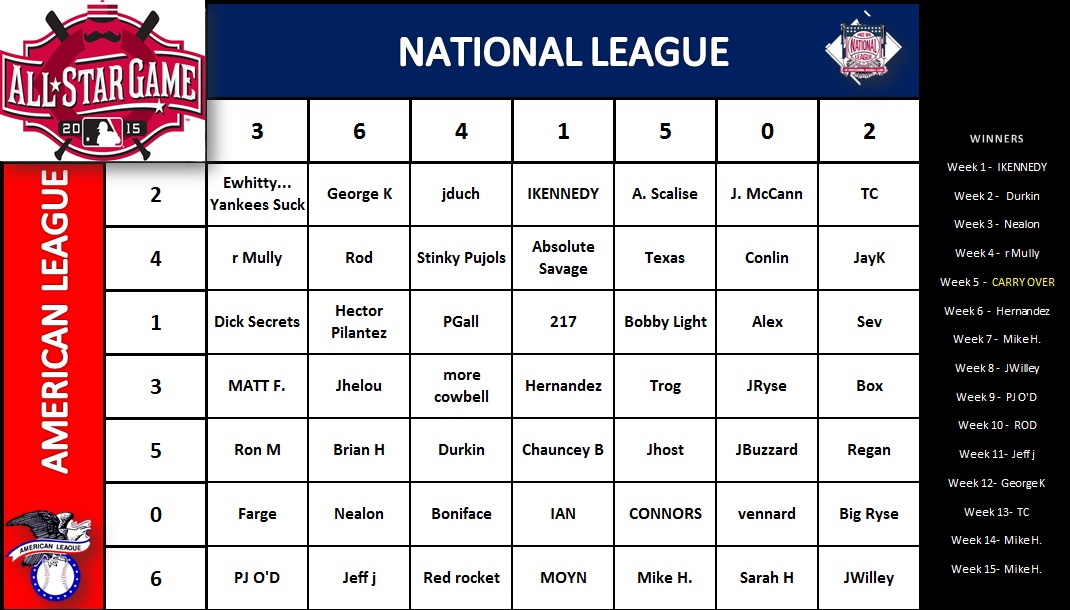 ALL★STAR GAME
20 15
NATIONAL LEAGUE
NATIONAL
LEAGUE
AMERICAN LEAGUE
AMERICAN LEAGUE
3 6 4 1 5 0 2
2 Ewhitty... Yankees Suck George K jduch IKENNEDY A. Scalise J. McCann TC
4 r Mully Rod Stinky Pujols Absolute Savage Texas Conlin JayK
1 Dick Secrets Hector Pilantez PGall 217 Bobby Light Alex Sev
3 MATT F. Jhelou more cowbell Hernandez Trog JRyse Box
5 Ron M Brian H Durkin Chauncey B Jhost JBuzzard Regan
0 Farge Nealon Boniface IAN CONNORS vennard Big Ryse
6 PJ O'D Jeff j Red rocket MOYN Mike H. Sarah H JWilley
WINNERS
Week 1 - IKENNEDY
Week 2 - Durkin
Week 3 - Nealon
Week 4 - r Mully
Week 5 - CARRY OVER
Week 6 - Hernandez
Week 7 - Mike H.
Week 8 - JWilley
Week 9 - PJ O'D
Week 10 - ROD
Week 11- Jeff j
Week 12- George K
Week 13- TC
Week 14- Mike H.
Week 15- Mike H.